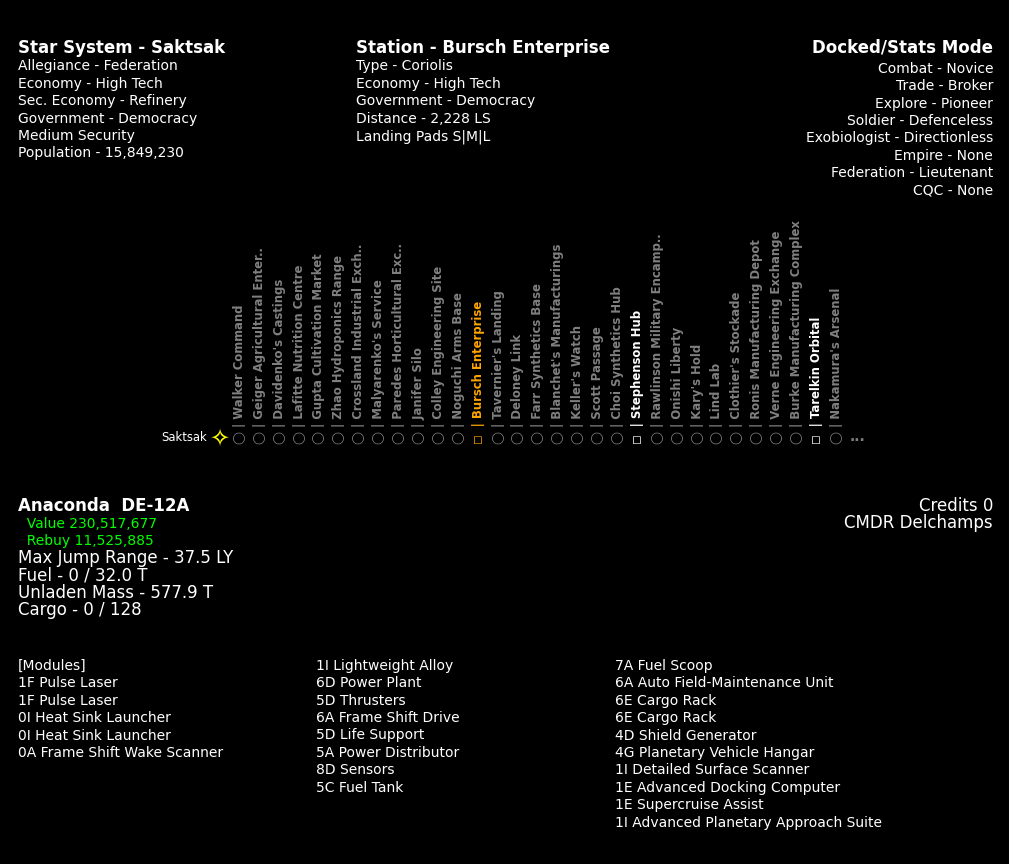 Star System - Saktsak
Allegiance - Federation
Economy - High Tech
Sec. Economy - Refinery
Government - Democracy
Medium Security
Population - 15,849,230
Station - Bursch Enterprise
Type - Coriolis
Economy - High Tech
Government - Democracy
Distance - 2,228 LS
Landing Pads S|M|L
Docked/Stats Mode
Combat - Novice
Trade - Broker
Explore - Pioneer
Soldier - Defenceless
Exobiologist - Directionless
Empire - None
Federation - Lieutenant
CQC - None
Saktsak
| Walker Command
| Geiger Agricultural Enter..
| Davidenko's Castings
| Lafitte Nutrition Centre
| Gupta Cultivation Market
| Zhao Hydroponics Range
| Crossland Industrial Exch..
| Malyarenko's Service
| Paredes Horticultural Exc..
| Janifer Silo
| Colley Engineering Site
| Noguchi Arms Base
| Bursch Enterprise
| Tavernier's Landing
| Deloney Link
| Farr Synthetics Base
| Blanchet's Manufacturings
| Keller's Watch
| Scott Passage
| Choi Synthetics Hub
| Stephenson Hub
| Rawlinson Military Encamp..
| Onishi Liberty
| Kary's Hold
| Lind Lab
| Clothier's Stockade
| Ronis Manufacturing Depot
| Verne Engineering Exchange
| Burke Manufacturing Complex
| Tarelkin Orbital
| Nakamura's Arsenal
...
Anaconda  DE-12A
Value 230,517,677
Rebuy 11,525,885
Max Jump Range - 37.5 LY
Fuel - 0 / 32.0 T
Unladen Mass - 577.9 T
Cargo - 0 / 128
Credits 0
CMDR Delchamps
[Modules]
1F Pulse Laser
1F Pulse Laser
0I Heat Sink Launcher
0I Heat Sink Launcher
0A Frame Shift Wake Scanner
1I Lightweight Alloy
6D Power Plant
5D Thrusters
6A Frame Shift Drive
5D Life Support
5A Power Distributor
8D Sensors
5C Fuel Tank
7A Fuel Scoop
6A Auto Field-Maintenance Unit
6E Cargo Rack
6E Cargo Rack
4D Shield Generator
4G Planetary Vehicle Hangar
1I Detailed Surface Scanner
1E Advanced Docking Computer
1E Supercruise Assist
1I Advanced Planetary Approach Suite